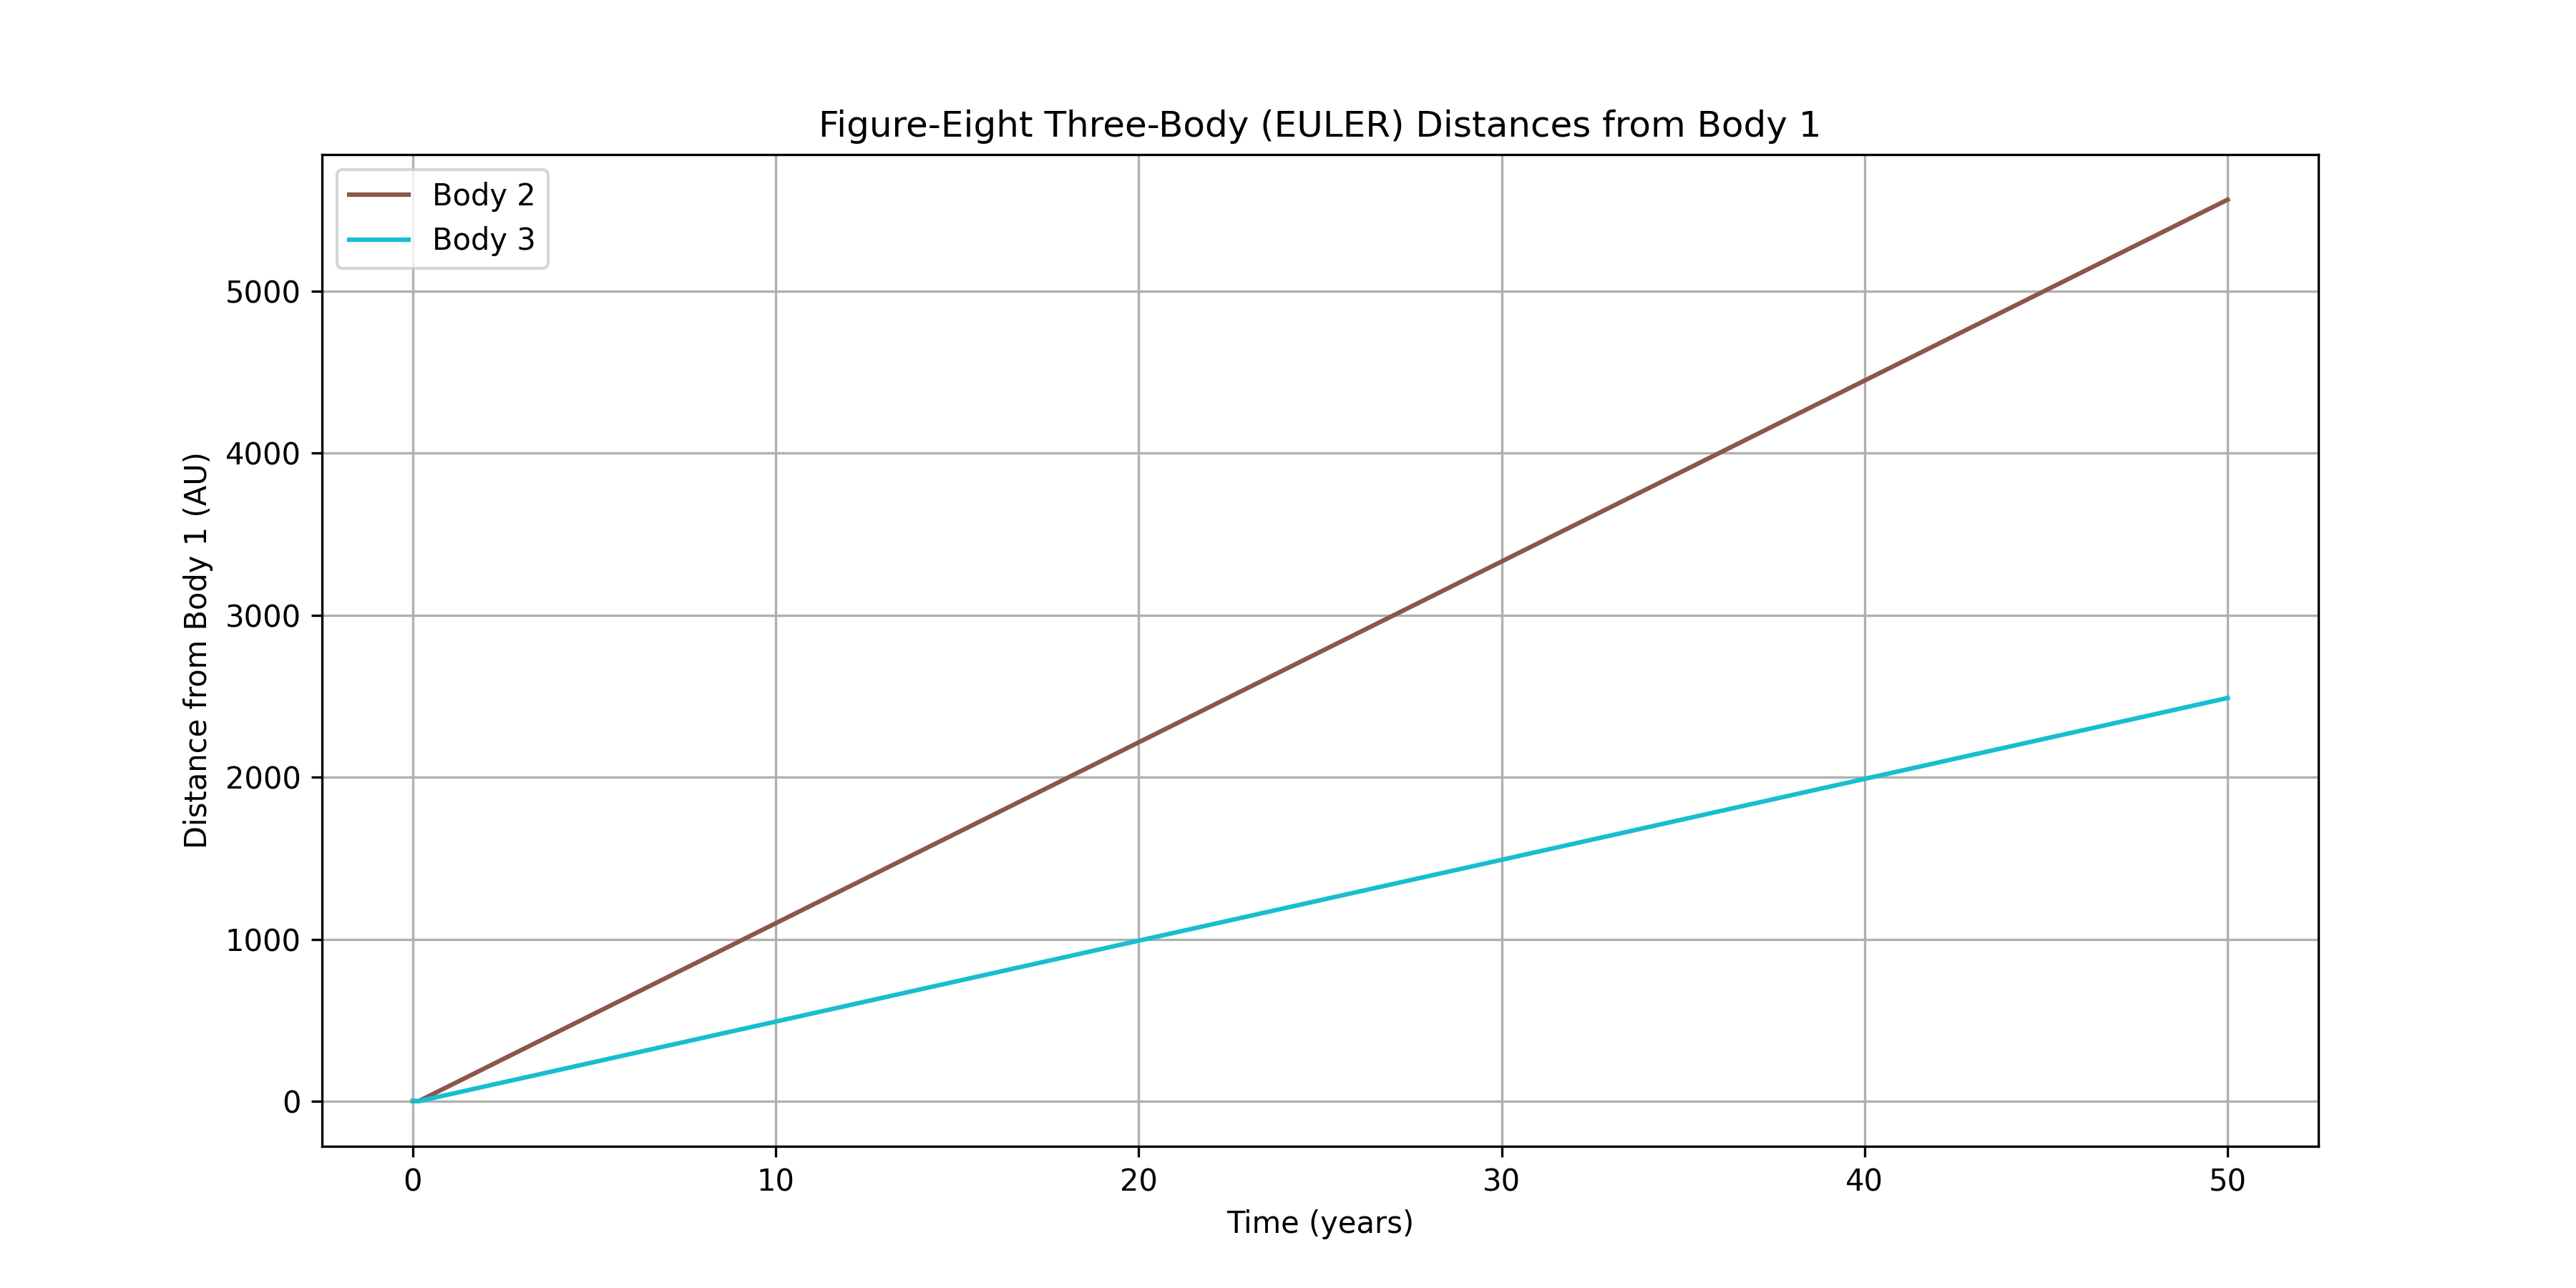 Figure-Eight Three-Body (EULER) Distances from Body 1
Body 2
Body 3
Distance from Body 1 (AU)
5000
4000
3000
2000
1000
0
0 10 20 30 40 50
Time (years)